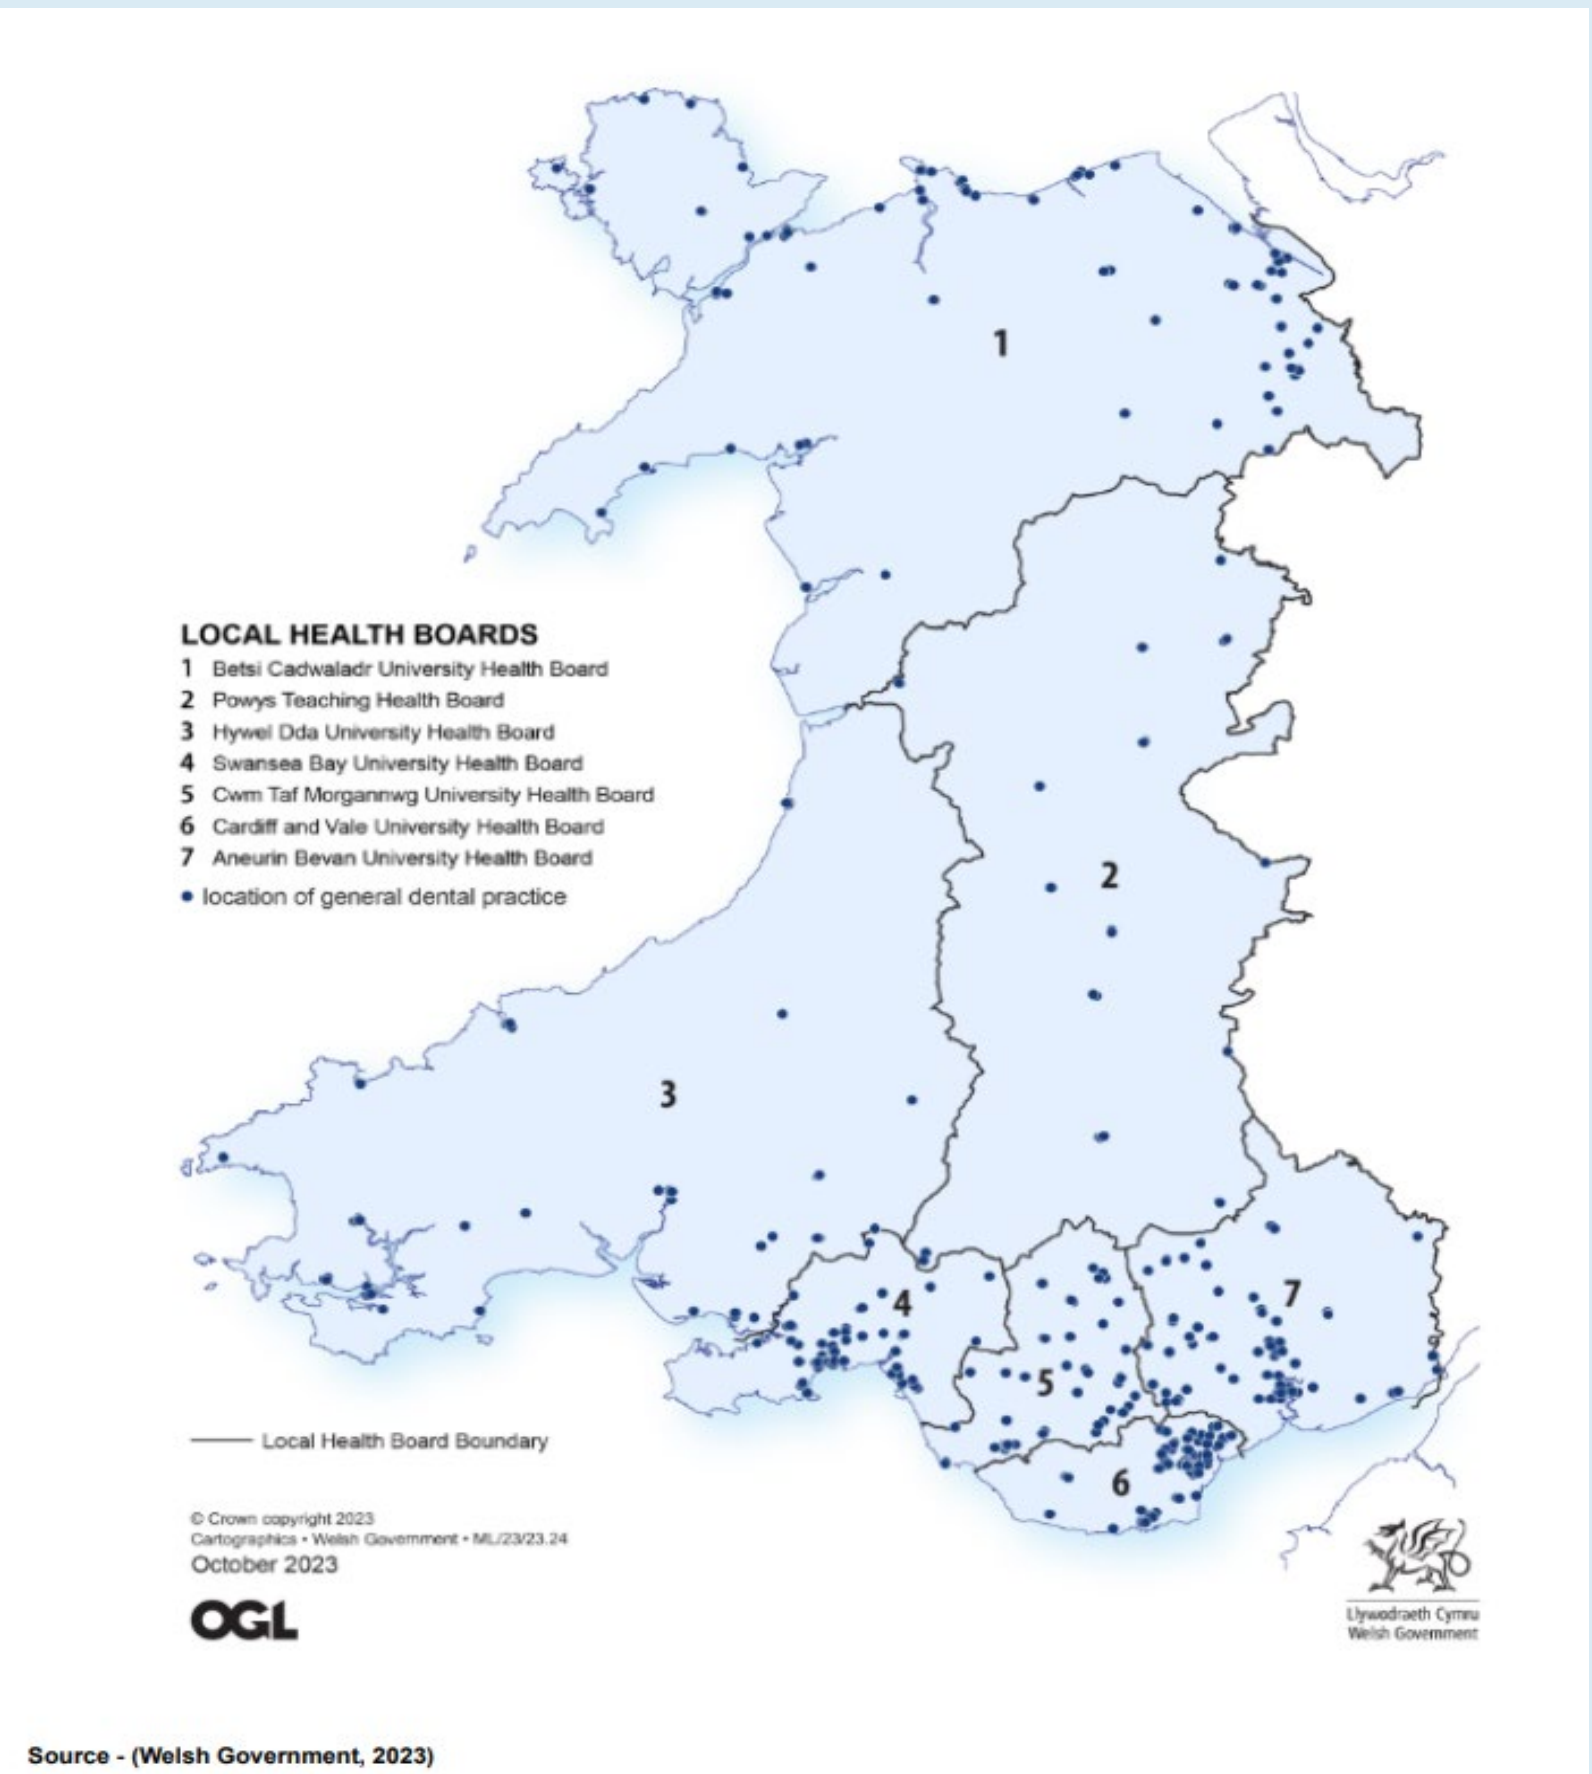 1
LOCAL HEALTH BOARDS
1 Betsi Cadwaladr University Health Board
2 Powys Teaching Health Board
3 Hywel Dda University Health Board
4 Swansea Bay University Health Board
5 Cwm Taf Morgannwg University Health Board
6 Cardiff and Vale University Health Board
7 Aneurin Bevan University Health Board
• location of general dental practice
2
3
4
7
5
6
Local Health Board Boundary
© Crown copyright 2023
Cartographics • Welsh Government • ML/23/23.24
October 2023
OGL
Llywodraeth Cymru
Welsh Government
Source - (Welsh Government, 2023)